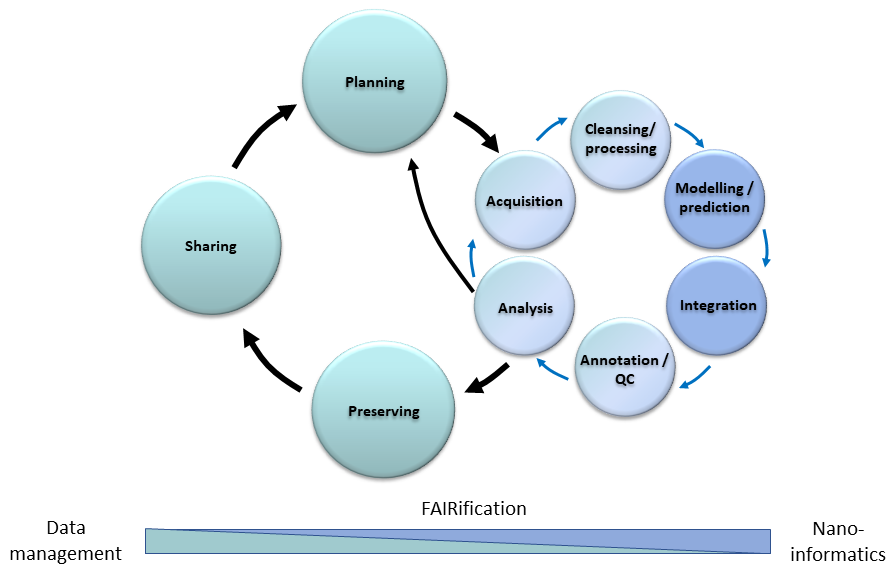 Planning
Cleansing/
processing
Acquisition
Modelling /
prediction
Sharing
Analysis
Integration
Annotation /
QC
Preserving
FAIRification
Data
management
Nano-
informatics